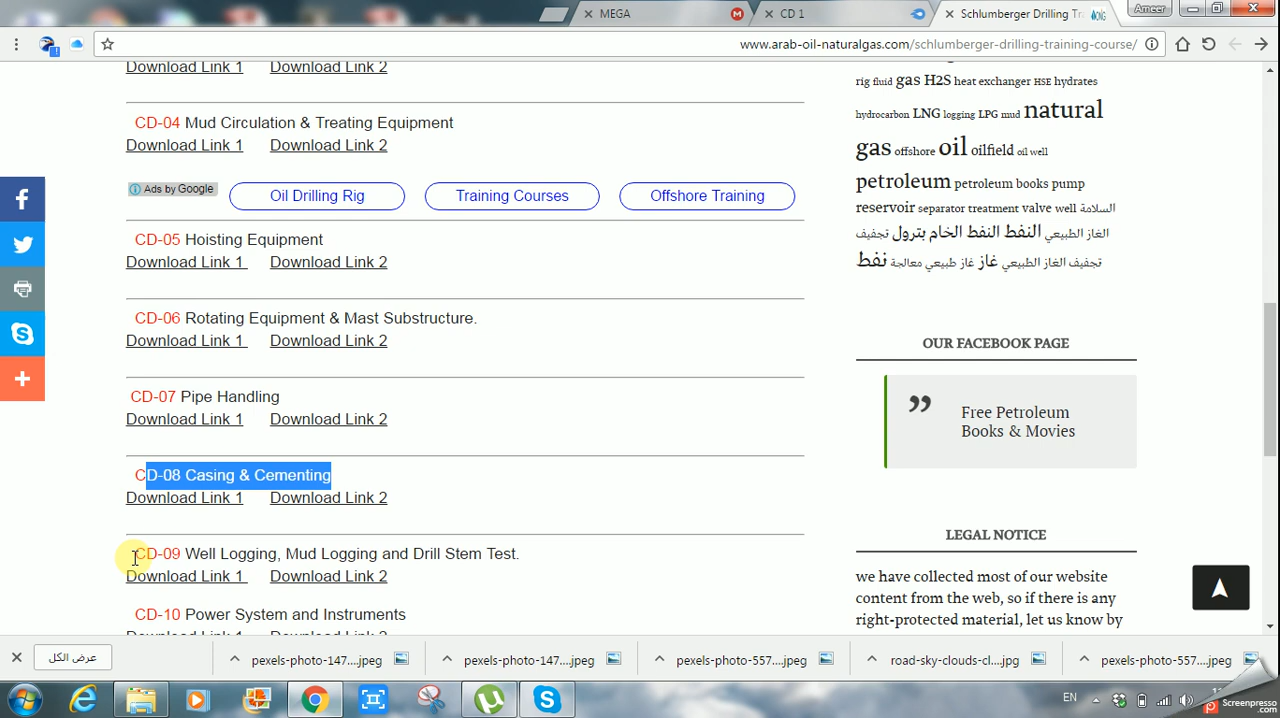 MEGA
CD 1
Schlumberger Drilling Tr
Ameer
www.arab-oil-naturalgas.com/schlumberger-drilling-training-course/
Download Link 1 Download Link 2
CD-04 Mud Circulation & Treating Equipment
Download Link 1 Download Link 2
Ads by Google
Oil Drilling Rig
Training Courses
Offshore Training
CD-05 Hoisting Equipment
Download Link 1 Download Link 2
CD-06 Rotating Equipment & Mast Substructure.
Download Link 1 Download Link 2
CD-07 Pipe Handling
Download Link 1 Download Link 2
CD-08 Casing & Cementing
Download Link 1 Download Link 2
CD-09 Well Logging, Mud Logging and Drill Stem Test.
Download Link 1 Download Link 2
CD-10 Power System and Instruments
Download Link 1 Download Link 2
rig fluid gas H2S heat exchanger HSE hydrates
hydrocarbon LNG logging LPG mud natural
gas offshore oil oilfield oil well
petroleum petroleum books pump
reservoir separator treatment valve well السلامة
الغاز الطبيعي النفط النفط الخام بترول تجفيف
تجفيف الغاز الطبيعي غاز غاز طبيعي معالجة نفط
OUR FACEBOOK PAGE
Free Petroleum
Books & Movies
LEGAL NOTICE
we have collected most of our website
content from the web, so if there is any
right-protected material, let us know by
عرض الكل
pexels-photo-147....jpeg
pexels-photo-147....jpeg
pexels-photo-557....jpeg
road-sky-clouds-cl....jpg
pexels-photo-557....jpeg
EN
Screenpresso
.com